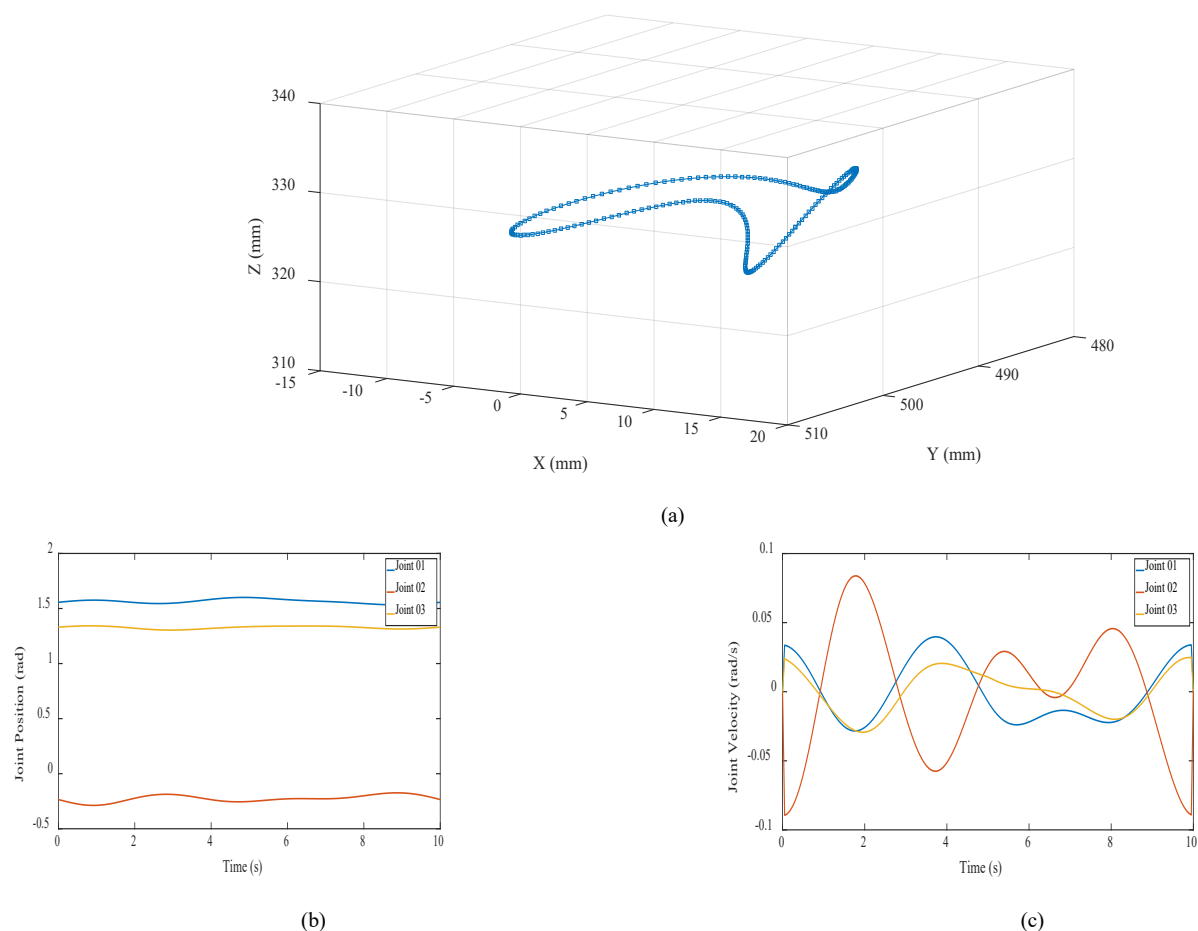 340
330
320
310
Z (mm)
-15
-10
-5
0
5
10
15
20
X (mm)
480
490
500
510
Y (mm)
(a)
2
1.5
1
0.5
0
-0.5
Joint Position (rad)
Joint 01
Joint 02
Joint 03
0 2 4 6 8 10
Time (s)
(b)
0.1
0.05
0
-0.05
-0.1
Joint Velocity (rad/s)
Joint 01
Joint 02
Joint 03
0 2 4 6 8 10
Time (s)
(c)